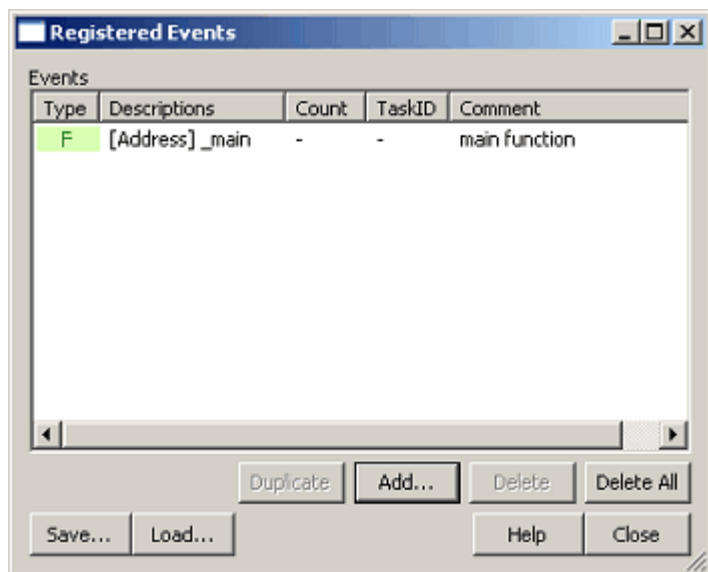 Registered Events
Events
Type Descriptions Count TaskID Comment
F [Address] _main - - main function
Duplicate Add... Delete Delete All
Save... Load... Help Close